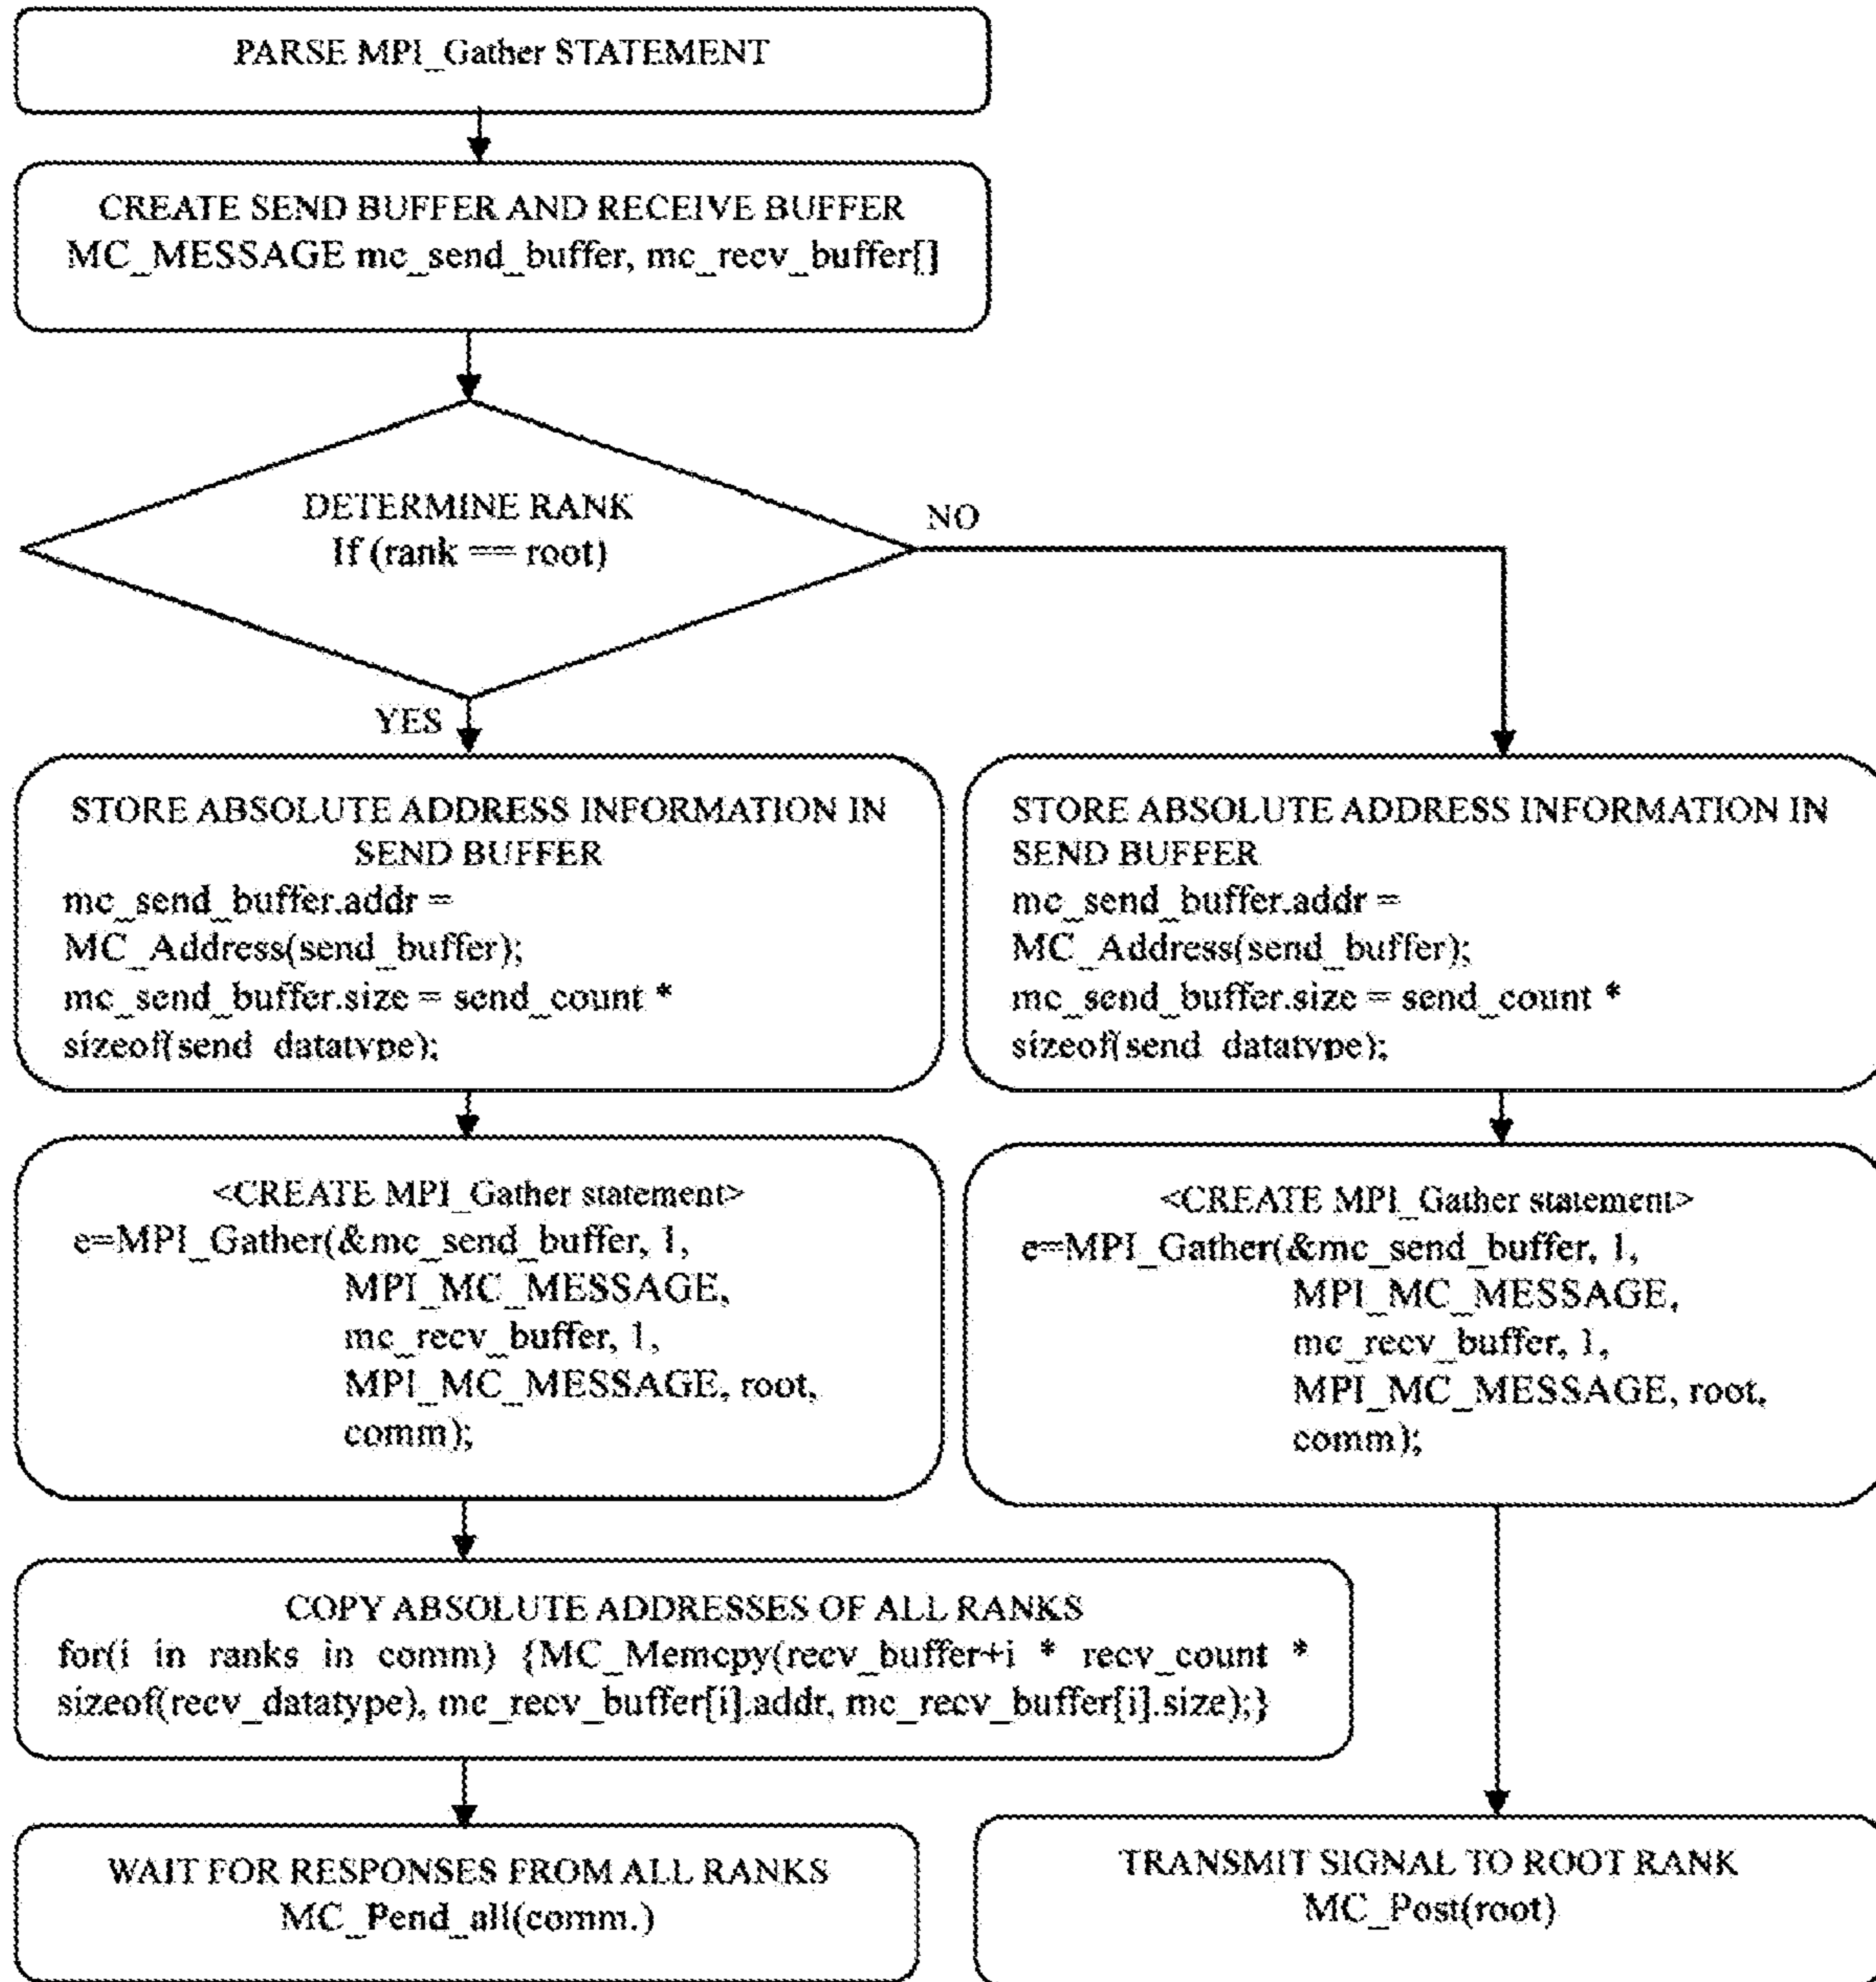 PARSE MPI_Gather STATEMENT
CREATE SEND BUFFER AND RECEIVE BUFFER
MC_MESSAGE mc_send_buffer, mc_recv_buffer[]
DETERMINE RANK
If (rank == root)
NO
YES
STORE ABSOLUTE ADDRESS INFORMATION IN
SEND BUFFER
mc_send_buffer.addr =
MC_Address(send_buffer);
mc_send_buffer.size = send_count *
sizeof(send_datatype);
STORE ABSOLUTE ADDRESS INFORMATION IN
SEND BUFFER
mc_send_buffer.addr =
MC_Address(send_buffer);
mc_send_buffer.size = send_count *
sizeof(send_datatype);
<CREATE MPI_Gather statement>
e=MPI_Gather(&mc_send_buffer, 1,
MPI_MC_MESSAGE,
mc_recv_buffer, 1,
MPI_MC_MESSAGE, root,
comm);
<CREATE MPI_Gather statement>
e=MPI_Gather(&mc_send_buffer, 1,
MPI_MC_MESSAGE,
mc_recv_buffer, 1,
MPI_MC_MESSAGE, root,
comm);
COPY ABSOLUTE ADDRESSES OF ALL RANKS
for(i in ranks in comm) {MC_Memcpy(recv_buffer+i * recv_count *
sizeof(recv_datatype), mc_recv_buffer[i].addr, mc_recv_buffer[i].size);}
WAIT FOR RESPONSES FROM ALL RANKS
MC_Pend_all(comm.)
TRANSMIT SIGNAL TO ROOT RANK
MC_Post(root)